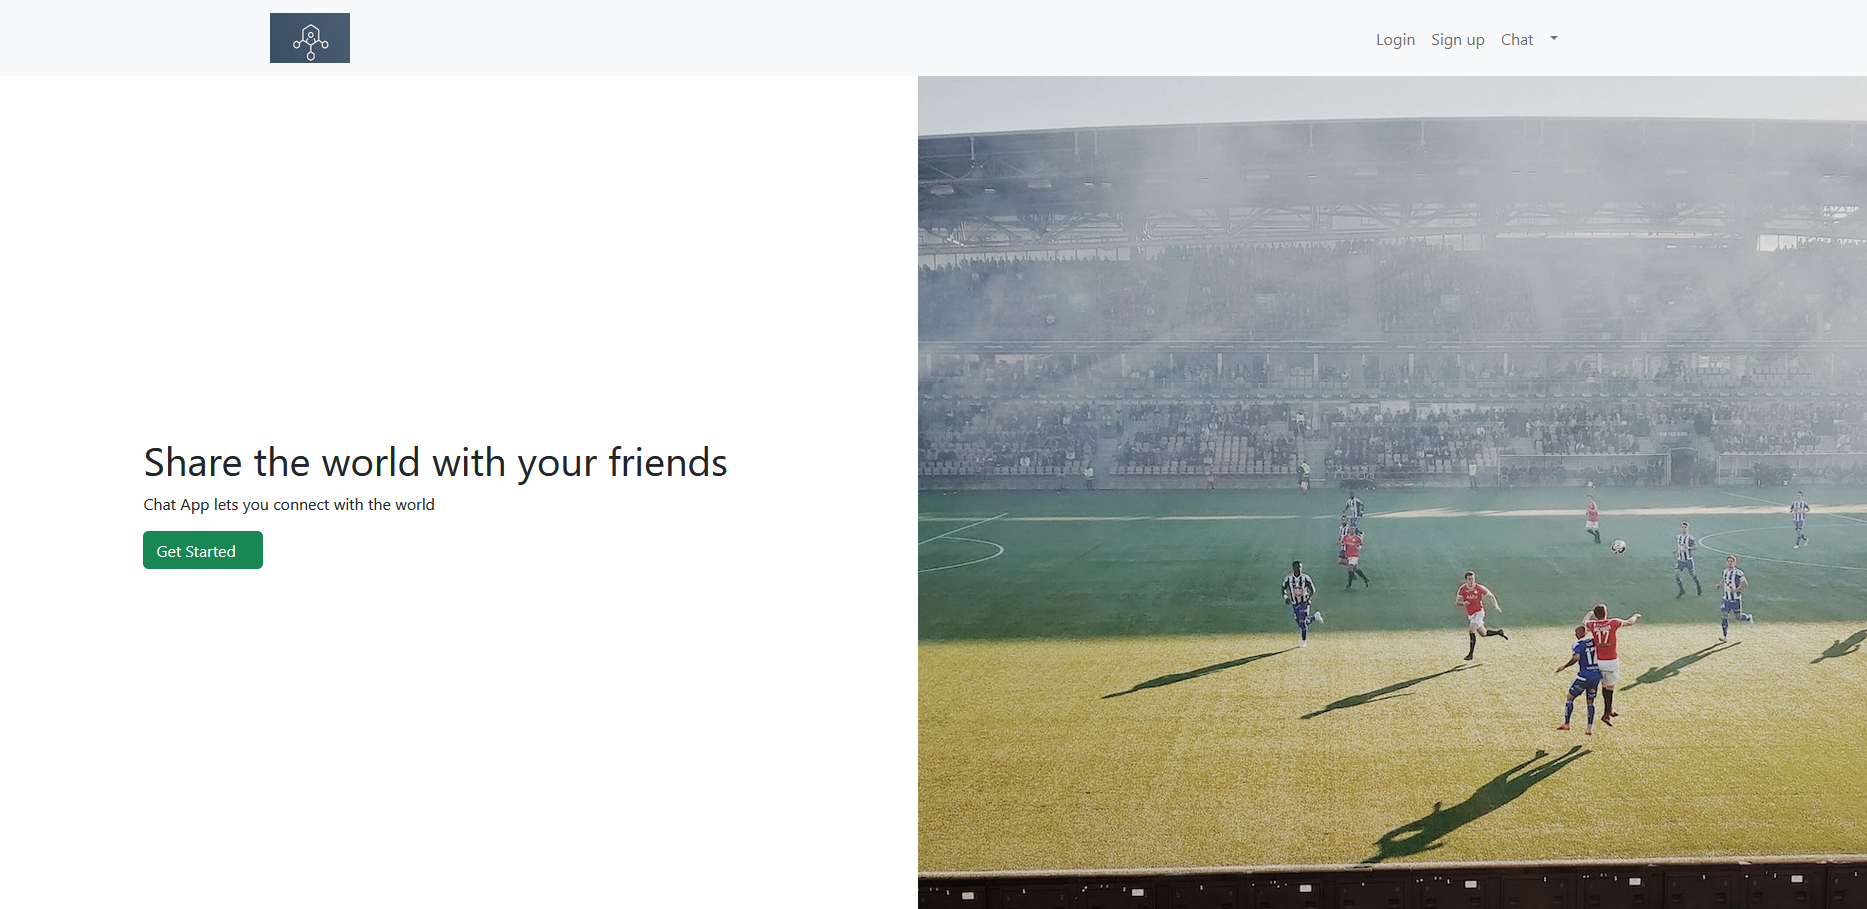 Login Sign up Chat
Share the world with your friends
Chat App lets you connect with the world
Get Started
17